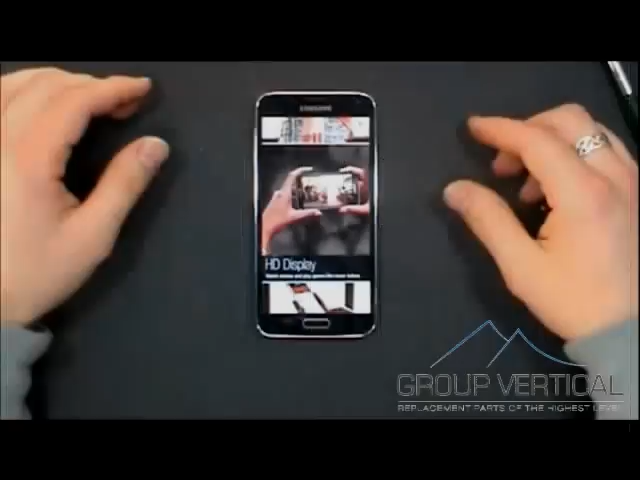 SAMSUNG
HD Display
GROUP VERTICAL
REPLACEMENT PARTS OF THE HIGHEST LEVEL